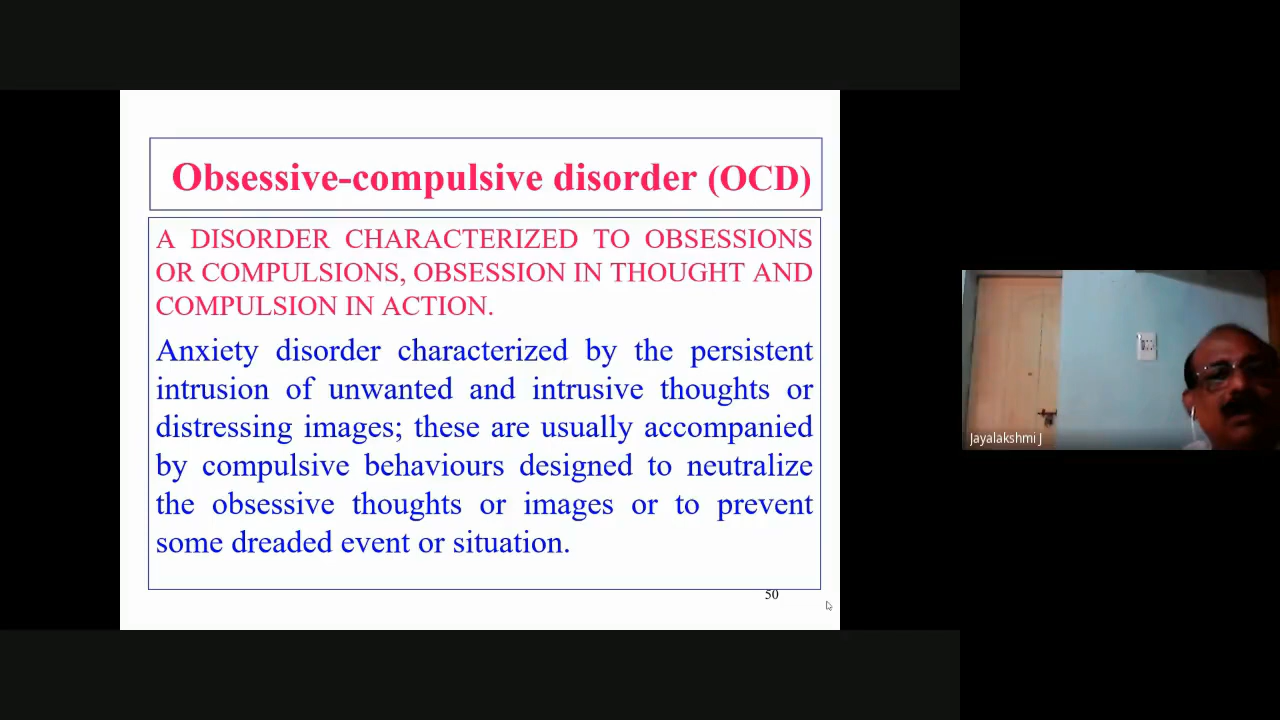 Obsessive-compulsive disorder (OCD)
A DISORDER CHARACTERIZED TO OBSESSIONS
OR COMPULSIONS, OBSESSION IN THOUGHT AND
COMPULSION IN ACTION.
Anxiety disorder characterized by the persistent
intrusion of unwanted and intrusive thoughts or
distressing images; these are usually accompanied
by compulsive behaviours designed to neutralize
the obsessive thoughts or images or to prevent
some dreaded event or situation.
50
Jayalakshmi J